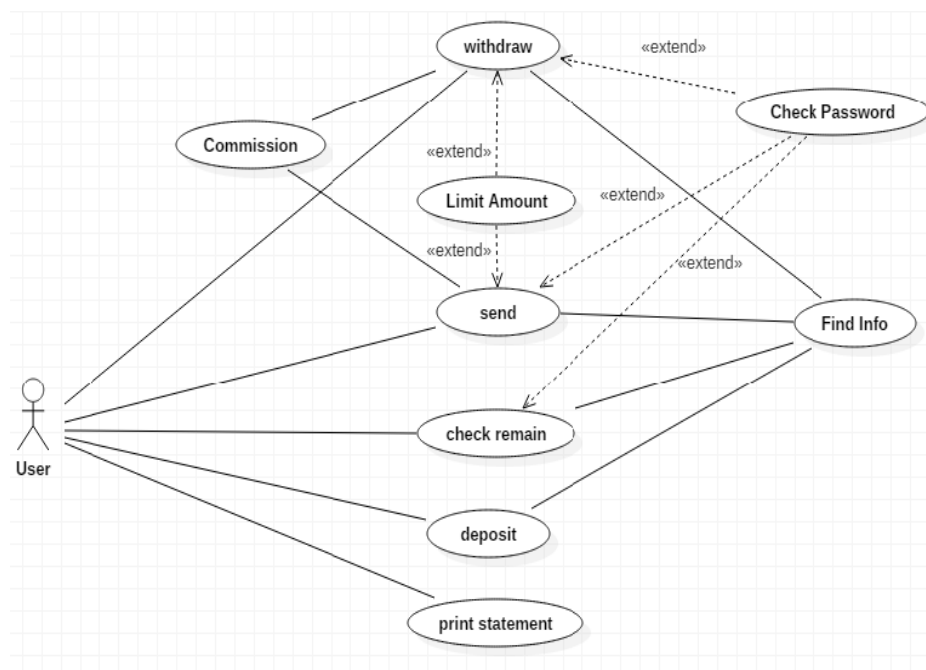 withdraw
«extend»
Check Password
Commission
«extend»
Limit Amount
«extend»
«extend»
«extend»
send
Find Info
check remain
User
deposit
print statement